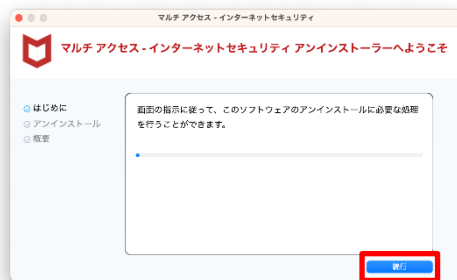 マルチ アクセス - インターネットセキュリティ
マルチ アクセス - インターネットセキュリティ アンインストーラーへようこそ
はじめに
アンインストール
概要
画面の指示に従って、このソフトウェアのアンインストールに必要な処理
を行うことができます。
続行